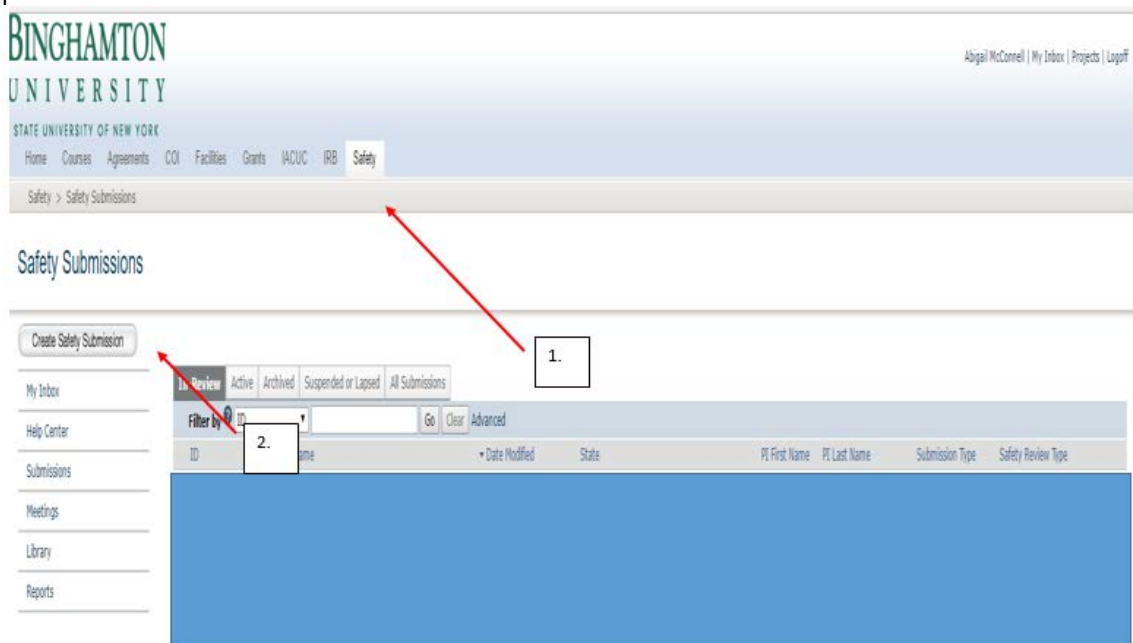 BINGHAMTON
UNIVERSITY
STATE UNIVERSITY OF NEW YORK
Abigail McConnell | My Inbox | Projects | Logoff
Home Courses Agreements COI Facilities Grants IACUC IRB Safety
Safety > Safety Submissions
Safety Submissions
Create Safety Submission
1.
My Inbox
Review Active Archived Suspended or Lapsed All Submissions
Help Center
Filter by ? ID Go Clear Advanced
2.
ID Date Modified State PI First Name PI Last Name Submission Type Safety Review Type
Submissions
Meetings
Library
Reports